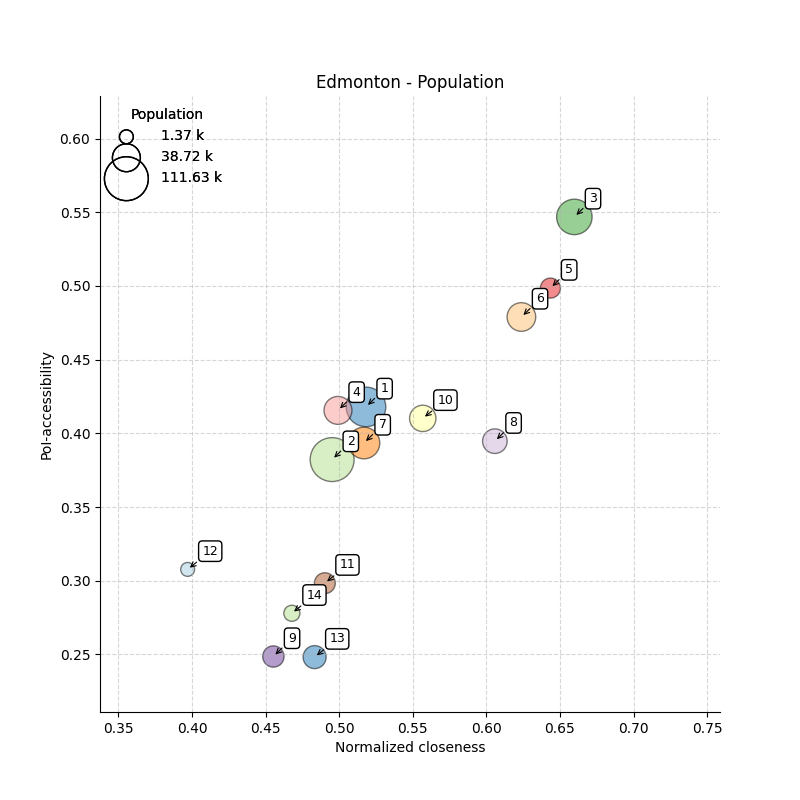 Edmonton - Population
Population
1.37 k
38.72 k
111.63 k
0.60
0.55
0.50
0.45
0.40
0.35
0.30
0.25
PoI-accessibility
3
5
6
4
1
10
7
8
2
12
11
14
9
13
0.35 0.40 0.45 0.50 0.55 0.60 0.65 0.70 0.75
Normalized closeness